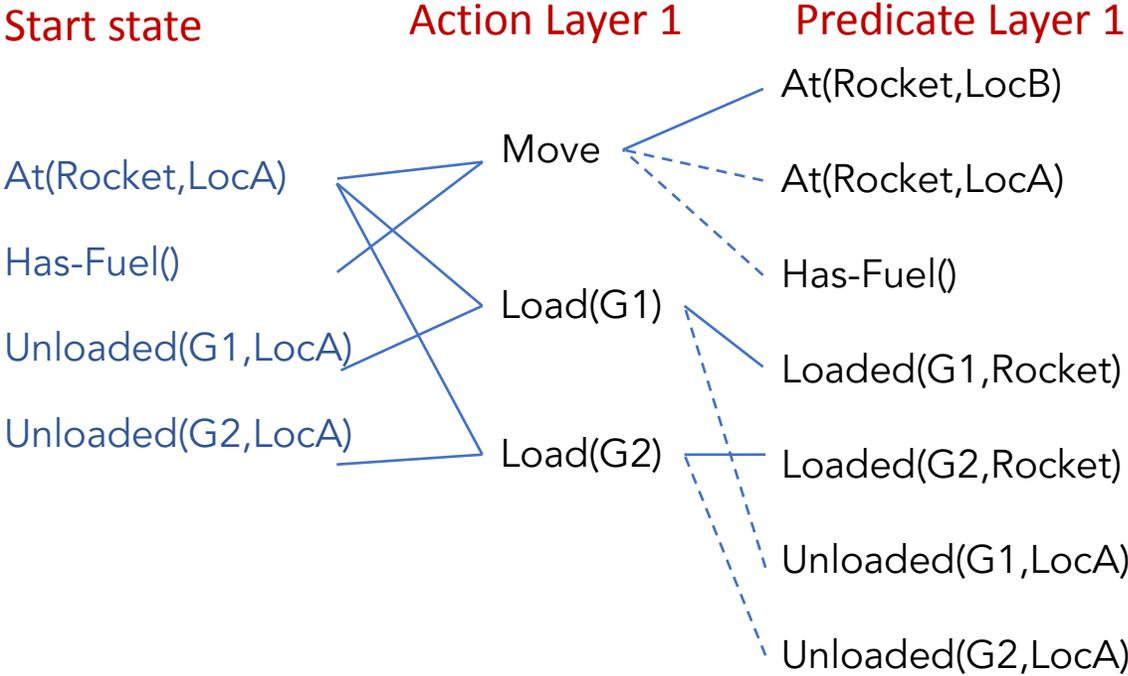 Start state
Action Layer 1
Predicate Layer 1
At(Rocket,LocA)
Has-Fuel()
Unloaded(G1,LocA)
Unloaded(G2,LocA)
Move
Load(G1)
Load(G2)
At(Rocket,LocB)
At(Rocket,LocA)
Has-Fuel()
Loaded(G1,Rocket)
Loaded(G2,Rocket)
Unloaded(G1,LocA)
Unloaded(G2,LocA)